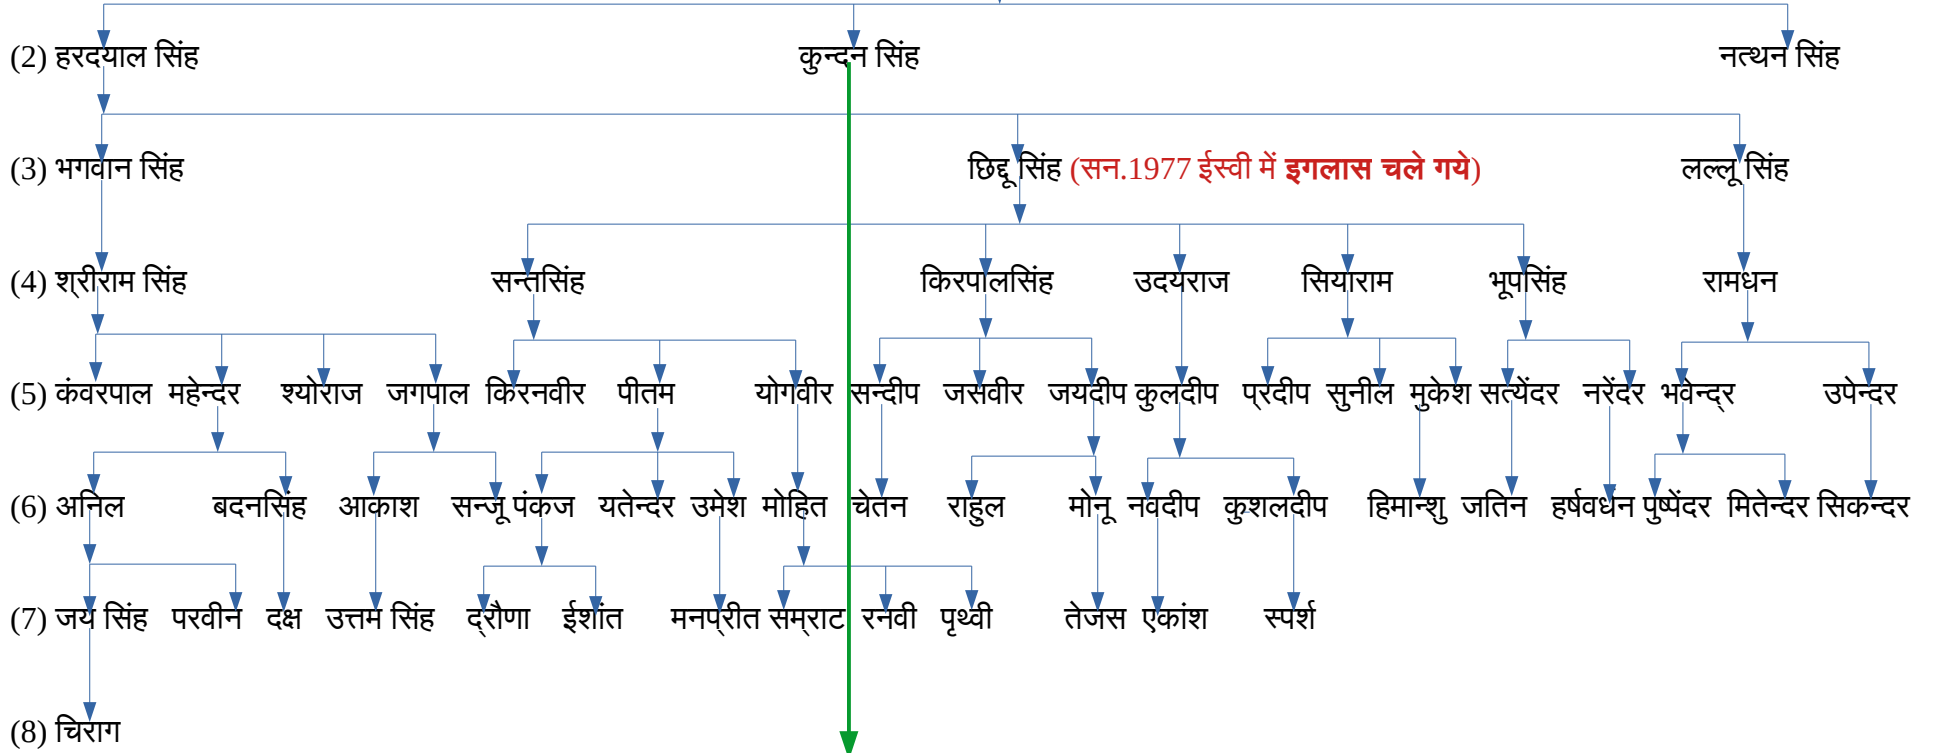 (2) हरदयाल सिंह कुन्दन सिंह नत्थन सिंह
(3) भगवान सिंह छिद्दू सिंह (सन.1977 ईस्वी में इगलास चले गये) लल्लू सिंह
(4) श्रीराम सिंह सन्तसिंह किरपालसिंह उदयराज सियाराम भूपसिंह रामधन
(5) कंवरपाल महेन्दर श्योराज जगपाल किरनवीर पीतम योगवीर सन्दीप जसवीर जयदीप कुलदीप प्रदीप सुनील मुकेश सत्येंदर नरेंदर भवेन्द्र उपेन्दर
(6) अनिल बदनसिंह आकाश सन्जू पंकज यतेन्दर उमेश मोहित चेतन राहुल मोनू नवदीप कुशलदीप हिमान्शु जतिन हर्षवर्धन पुष्पेंदर मितेन्दर सिकन्दर
(7) जय सिंह परवीन दक्ष उत्तम सिंह द्रौणा ईशांत मनप्रीत सम्राट रनवी पृथ्वी तेजस एकांश स्पर्श
(8) चिराग